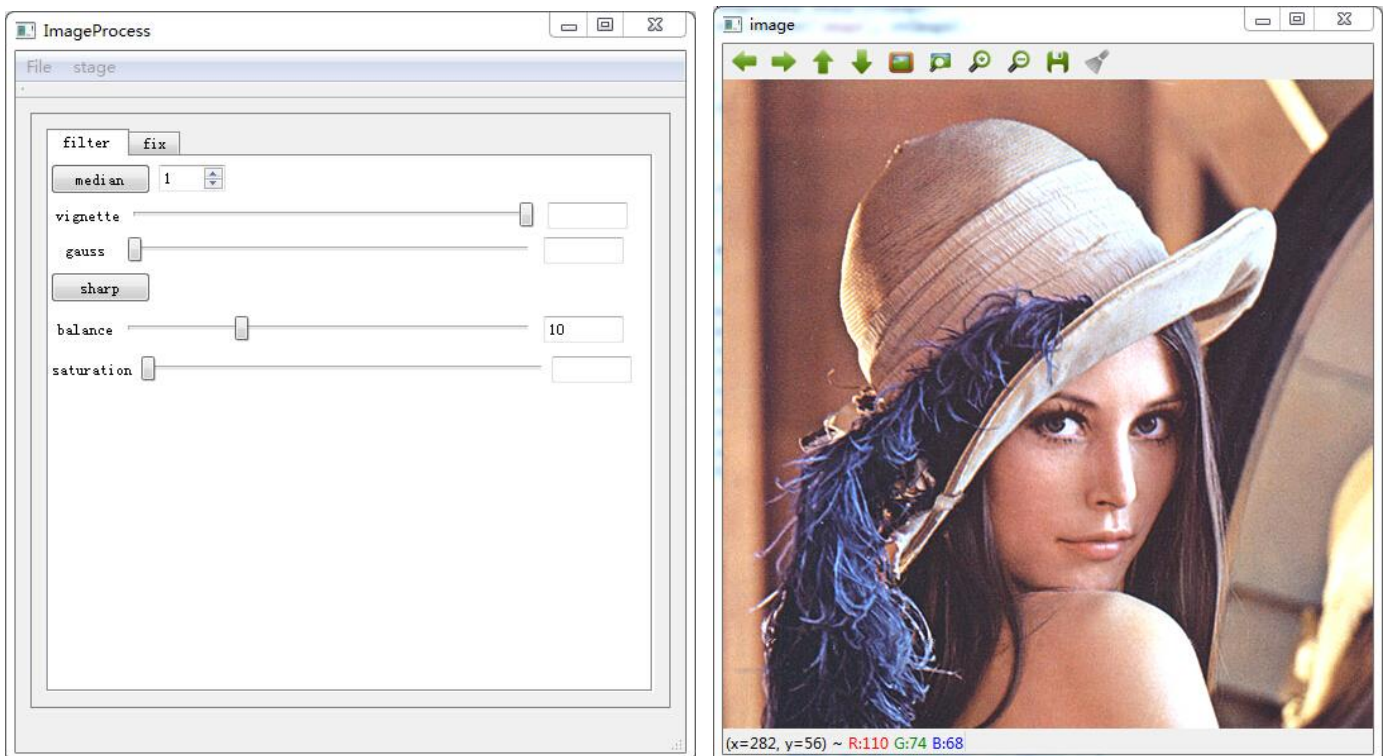 ImageProcess
File stage
filter fix
median 1
vignette
gauss
sharp
balance 10
saturation
image
(x=282, y=56) ~ R:110 G:74 B:68